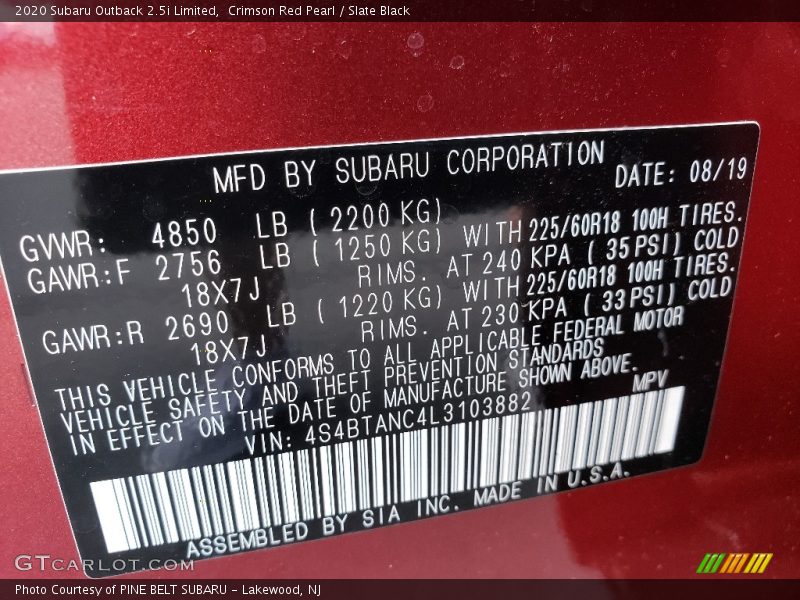 2020 Subaru Outback 2.5i Limited,  Crimson Red Pearl / Slate Black
MFD BY SUBARU CORPORATION DATE: 08/19
GVWR: 4850 LB ( 2200 KG)
GAWR:F 2756 LB ( 1250 KG) WITH 225/60R18 100H TIRES.
18X7J RIMS. AT 240 KPA ( 35 PSI) COLD
GAWR:R 2690 LB ( 1220 KG) WITH 225/60R18 100H TIRES.
18X7J RIMS. AT 230 KPA ( 33 PSI) COLD
THIS VEHICLE CONFORMS TO ALL APPLICABLE FEDERAL MOTOR
VEHICLE SAFETY AND THEFT PREVENTION STANDARDS
IN EFFECT ON THE DATE OF MANUFACTURE SHOWN ABOVE.
VIN: 4S4BTANC4L3103882 MPV
ASSEMBLED BY SIA INC. MADE IN U.S.A.
GTCARLOT.COM
Photo Courtesy of PINE BELT SUBARU - Lakewood, NJ